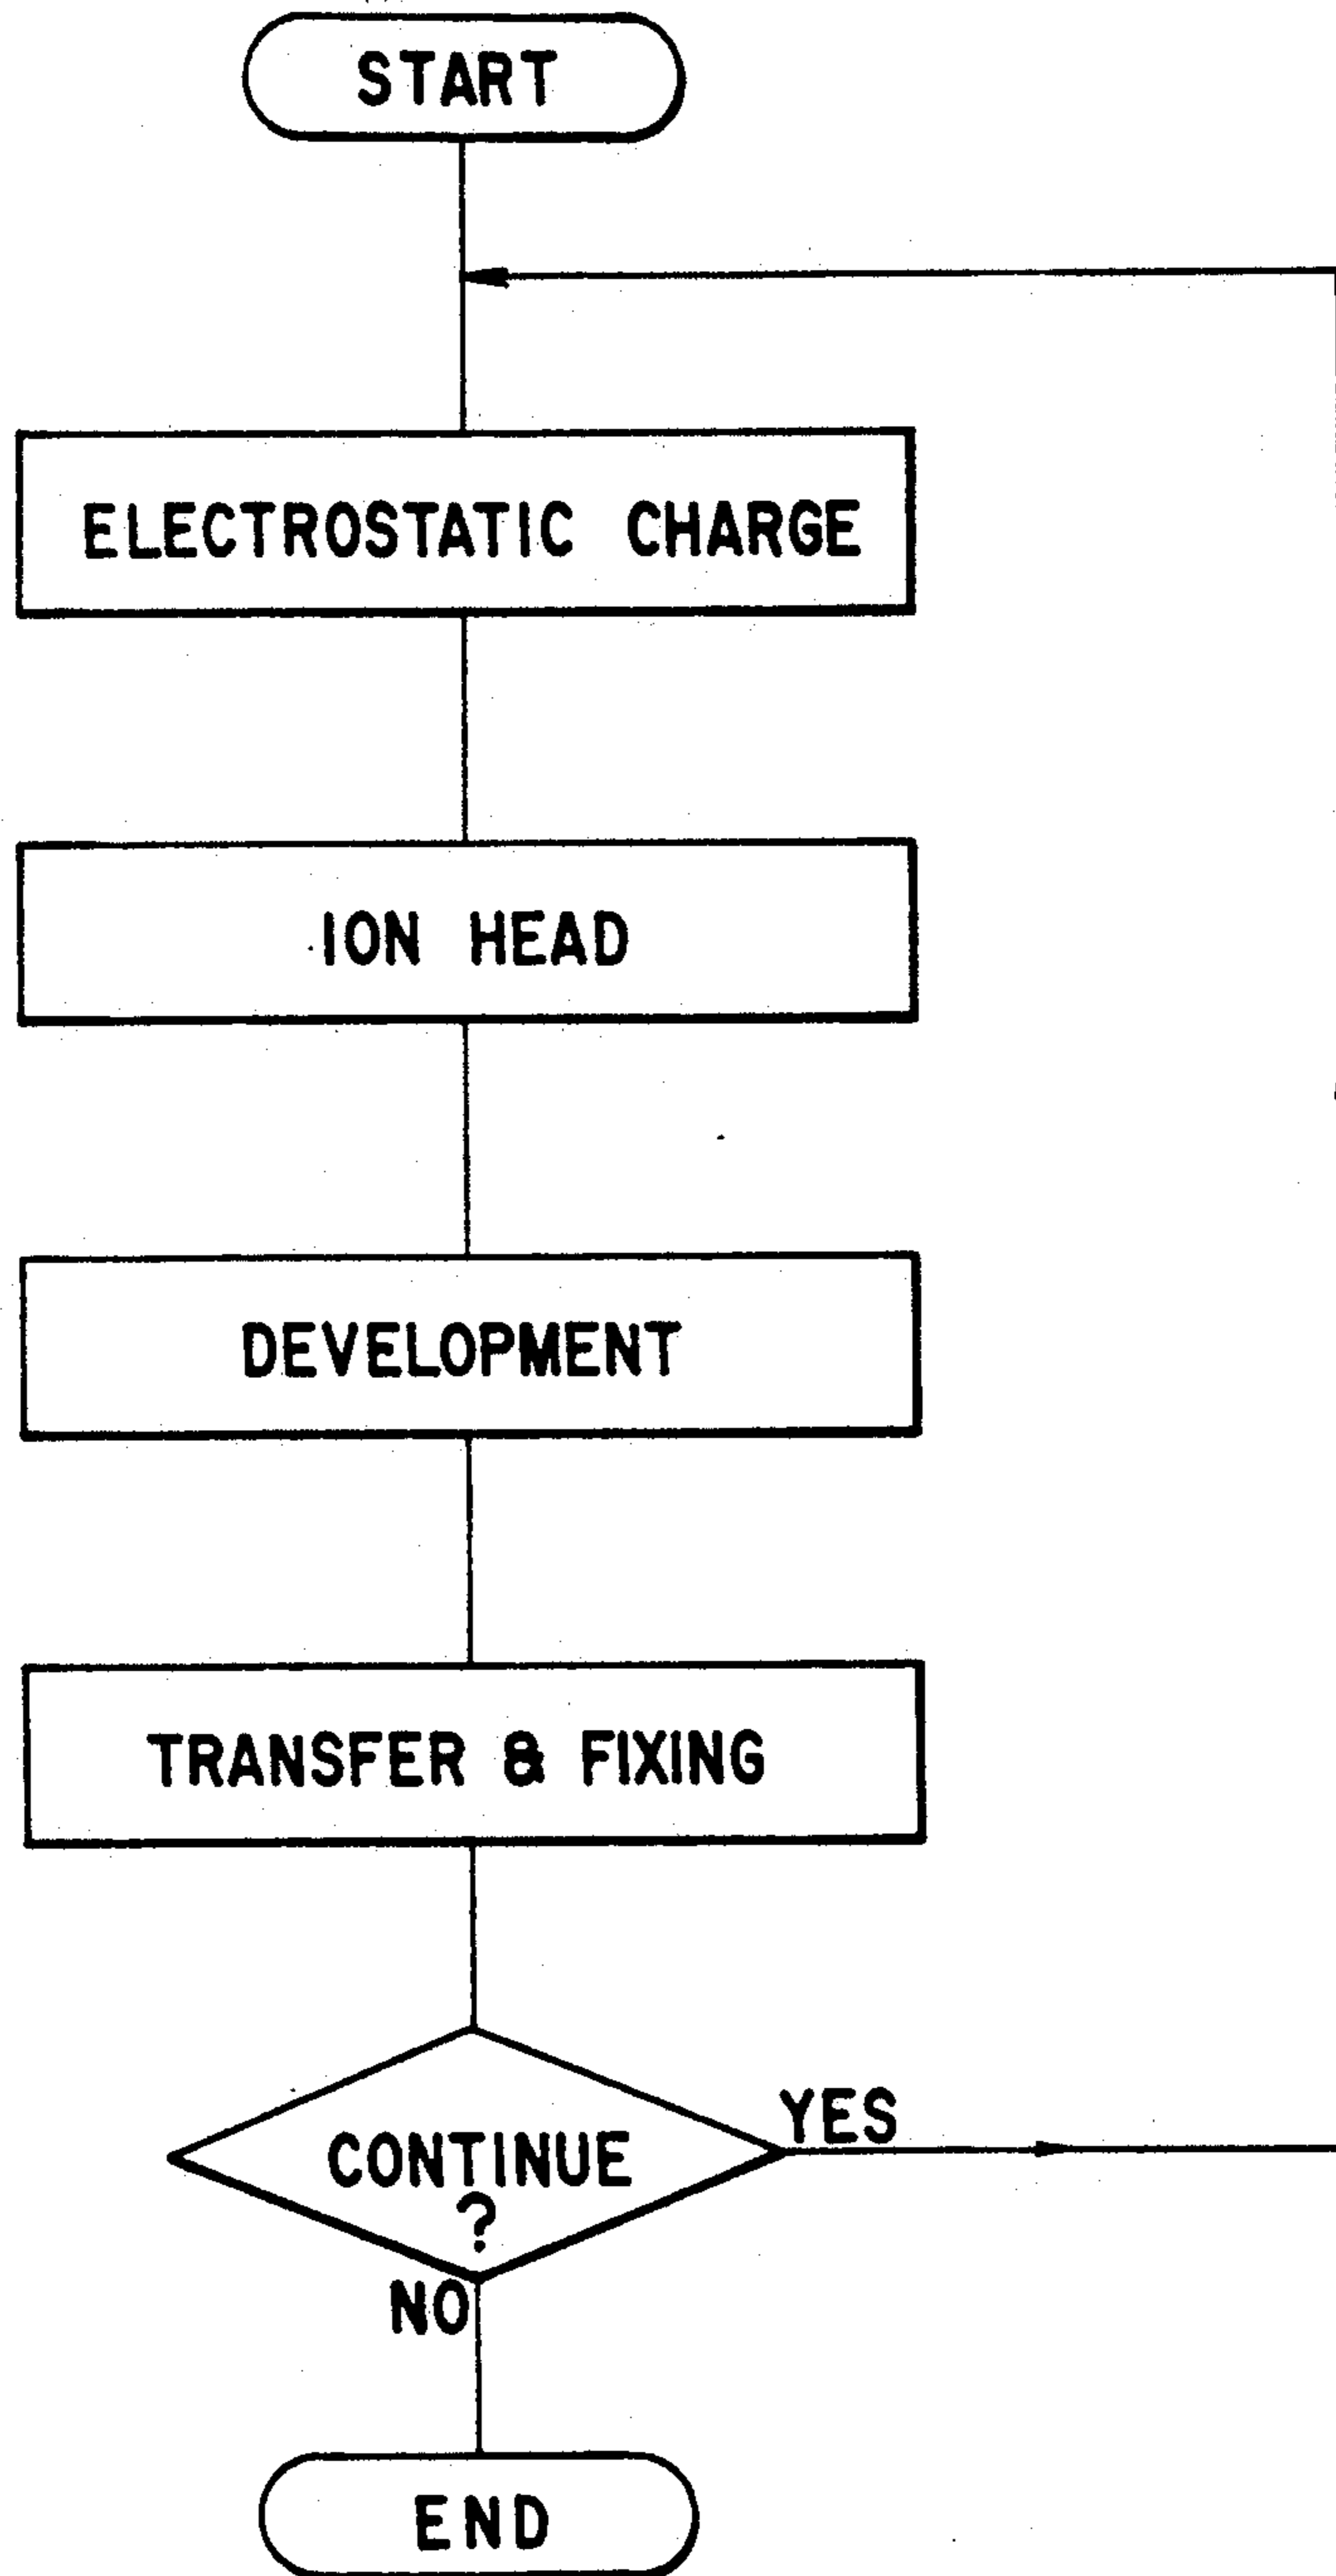 START
ELECTROSTATIC CHARGE
ION HEAD
DEVELOPMENT
TRANSFER & FIXING
YES
CONTINUE
?
NO
END